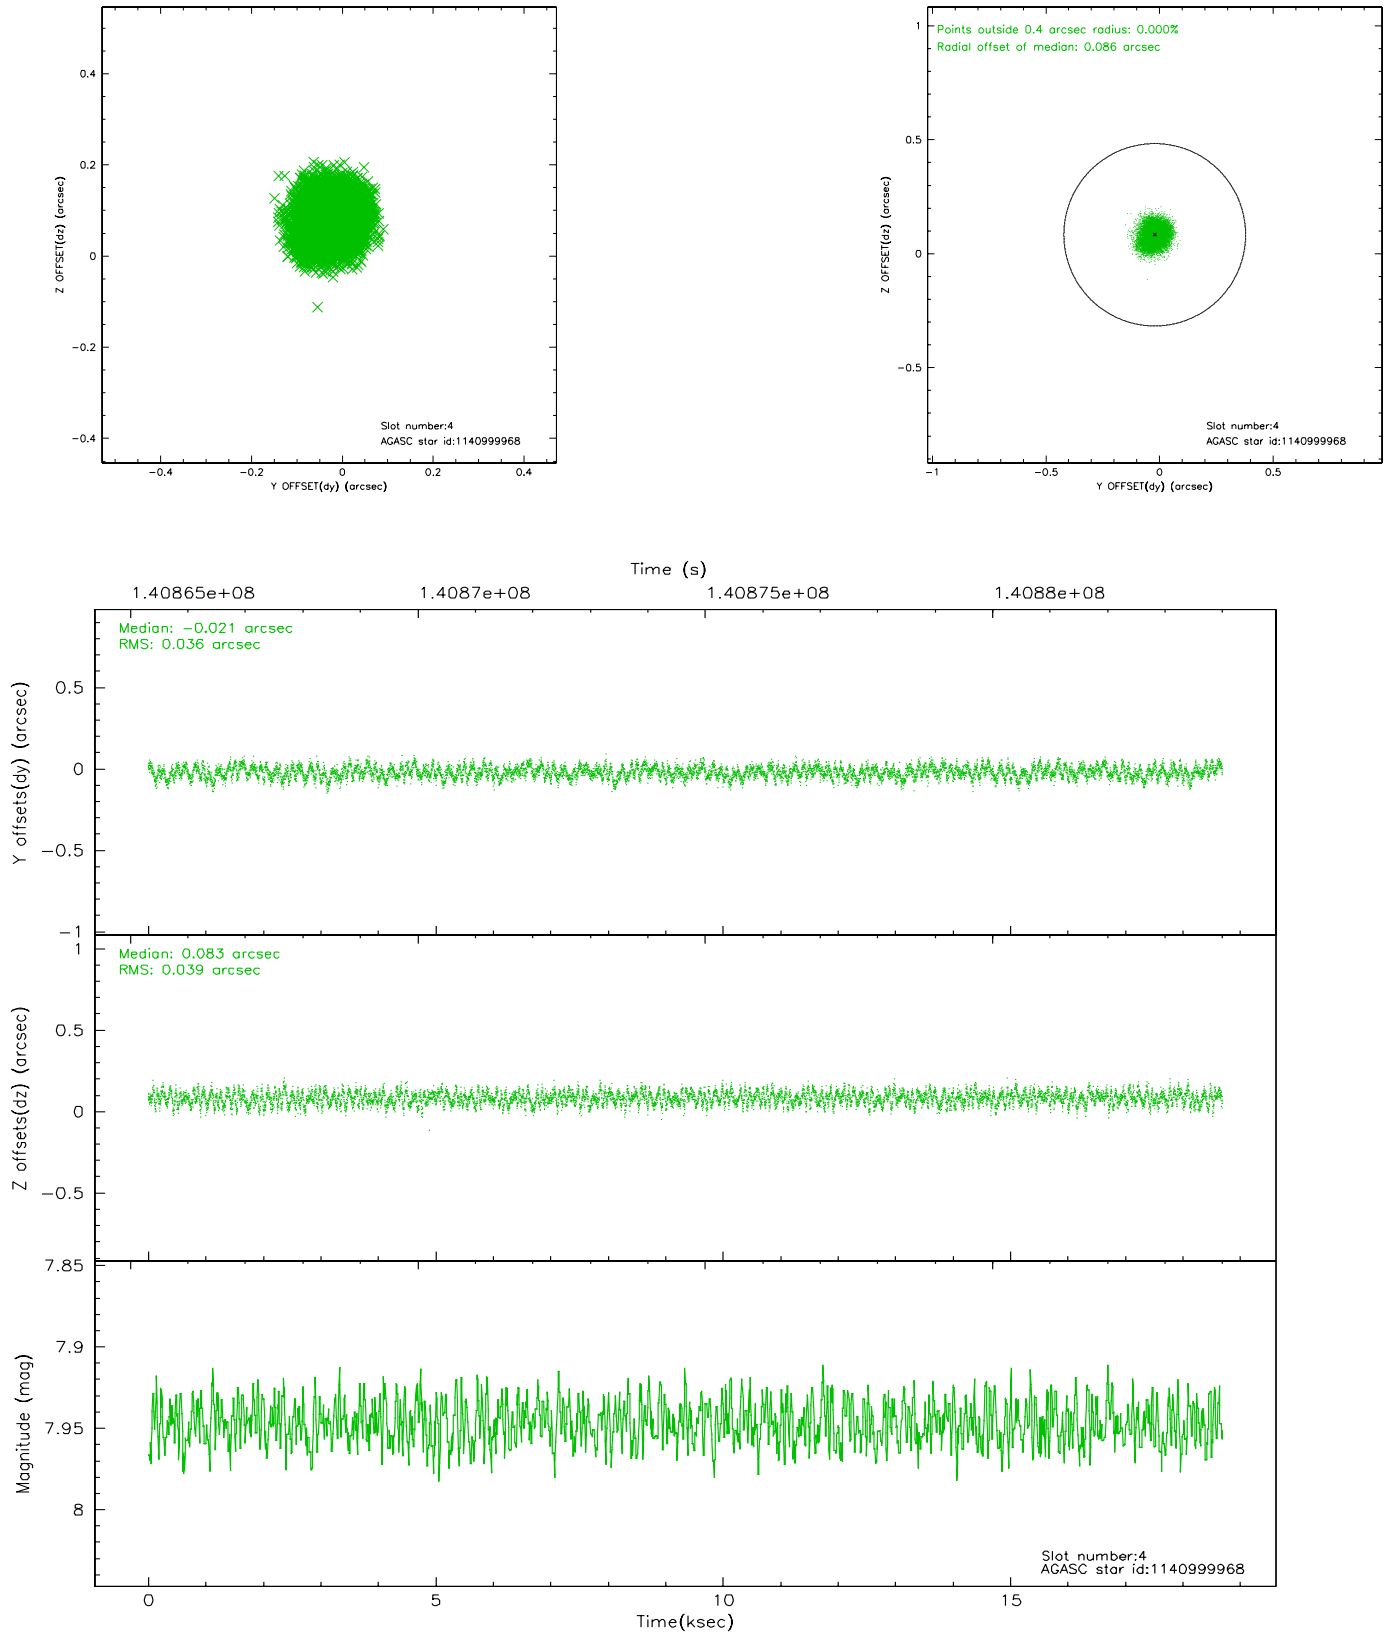 0.4
0.2
0
−0.2
−0.4
Z OFFSET(dz) (arcsec)
Slot number:4
AGASC star id:1140999968
−0.4 −0.2 0 0.2 0.4
Y OFFSET(dy) (arcsec)
Points outside 0.4 arcsec radius: 0.000%
Radial offset of median: 0.086 arcsec
1
0.5
0
−0.5
Z OFFSET(dz) (arcsec)
Slot number:4
AGASC star id:1140999968
−1 −0.5 0 0.5
Y OFFSET(dy) (arcsec)
Time (s)
1.40865e+08 1.4087e+08 1.40875e+08 1.4088e+08
Median: −0.021 arcsec
RMS: 0.036 arcsec
0.5
0
−0.5
−1
Y offsets(dy) (arcsec)
Median: 0.083 arcsec
RMS: 0.039 arcsec
1
0.5
0
−0.5
Z offsets(dz) (arcsec)
7.85
7.9
7.95
8
Magnitude (mag)
Slot number:4
AGASC star id:1140999968
0 5 10 15
Time(ksec)